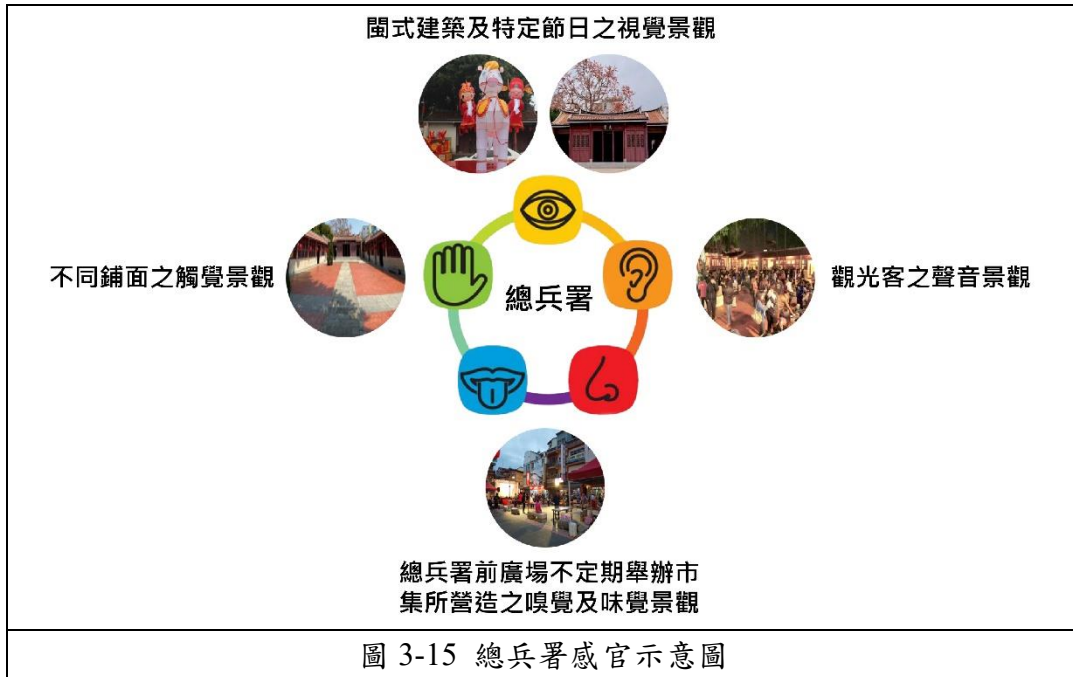 閩式建築及特定節日之視覺景觀
不同鋪面之觸覺景觀
總兵署
觀光客之聲音景觀
總兵署前廣場不定期舉辦市
集所營造之嗅覺及味覺景觀
圖 3-15 總兵署感官示意圖